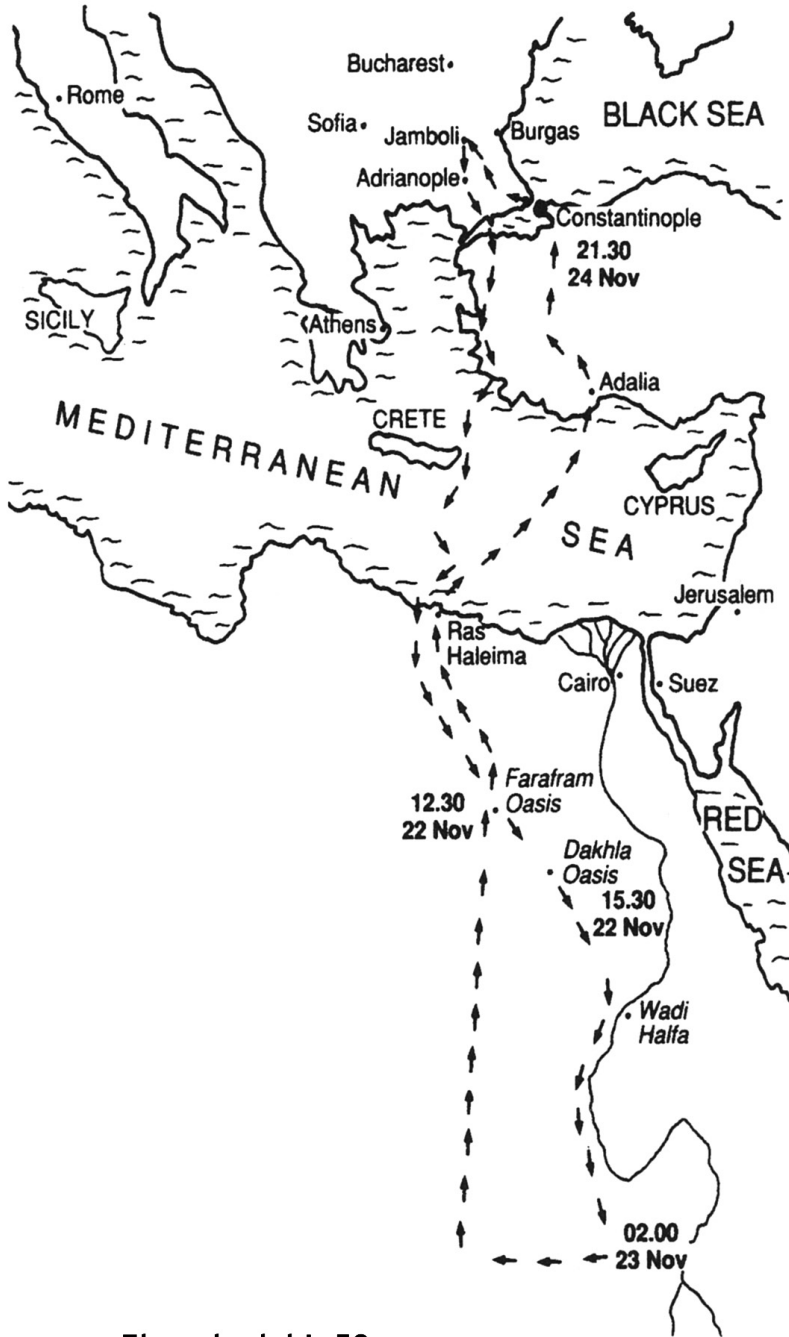 Bucharest
Rome
BLACK SEA
Sofia
Jamboli
Burgas
Adrianople
Constantinople
21.30
24 Nov
SICILY
Athens
Adalia
CRETE
MEDITERRANEAN
CYPRUS
SEA
Jerusalem
Ras
Haleima
Cairo
Suez
Farafram
Oasis
12.30
22 Nov
RED
SEA
Dakhla
Oasis
15.30
22 Nov
Wadi
Halfa
02.00
23 Nov